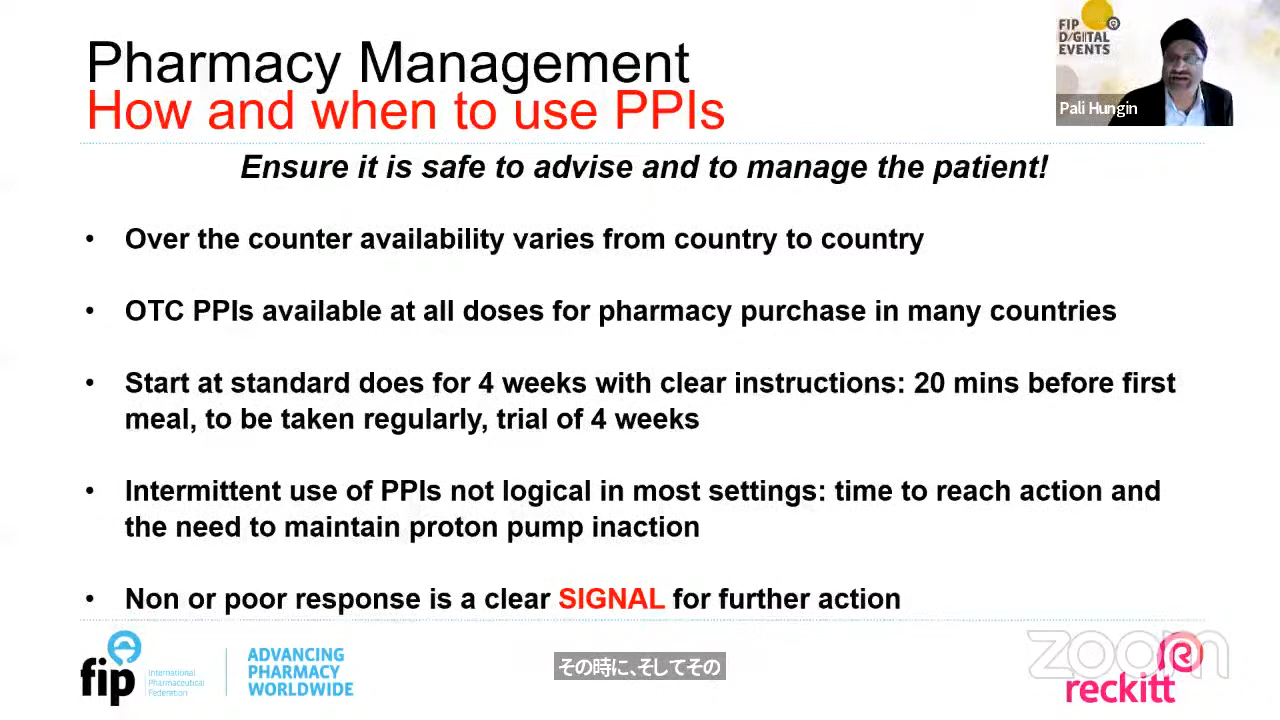 Pharmacy Management
How and when to use PPIs
FIP
DIGITAL
EVENTS
Pali Hungin
Ensure it is safe to advise and to manage the patient!
• Over the counter availability varies from country to country
• OTC PPIs available at all doses for pharmacy purchase in many countries
• Start at standard does for 4 weeks with clear instructions: 20 mins before first
meal, to be taken regularly, trial of 4 weeks
• Intermittent use of PPIs not logical in most settings: time to reach action and
the need to maintain proton pump inaction
• Non or poor response is a clear SIGNAL for further action
fip
International
Pharmaceutical
Federation
ADVANCING
PHARMACY
WORLDWIDE
その時に、そしてその
zoom
reckitt